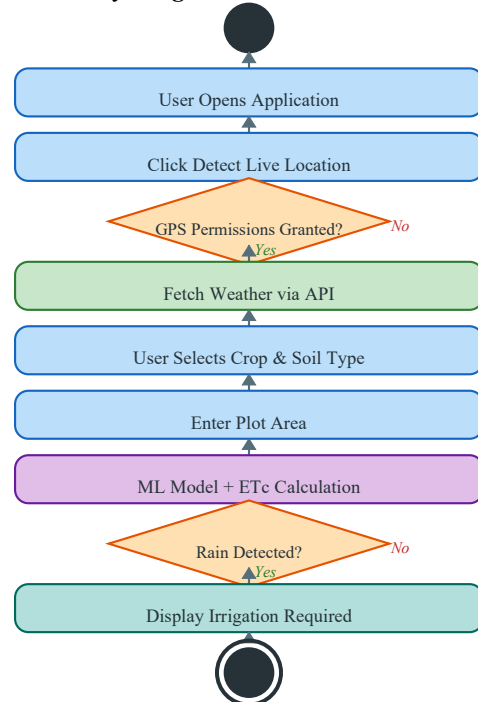 User Opens Application
Click Detect Live Location
GPS Permissions Granted?
No
Yes
Fetch Weather via API
User Selects Crop & Soil Type
Enter Plot Area
ML Model + ETc Calculation
Rain Detected?
No
Yes
Display Irrigation Required